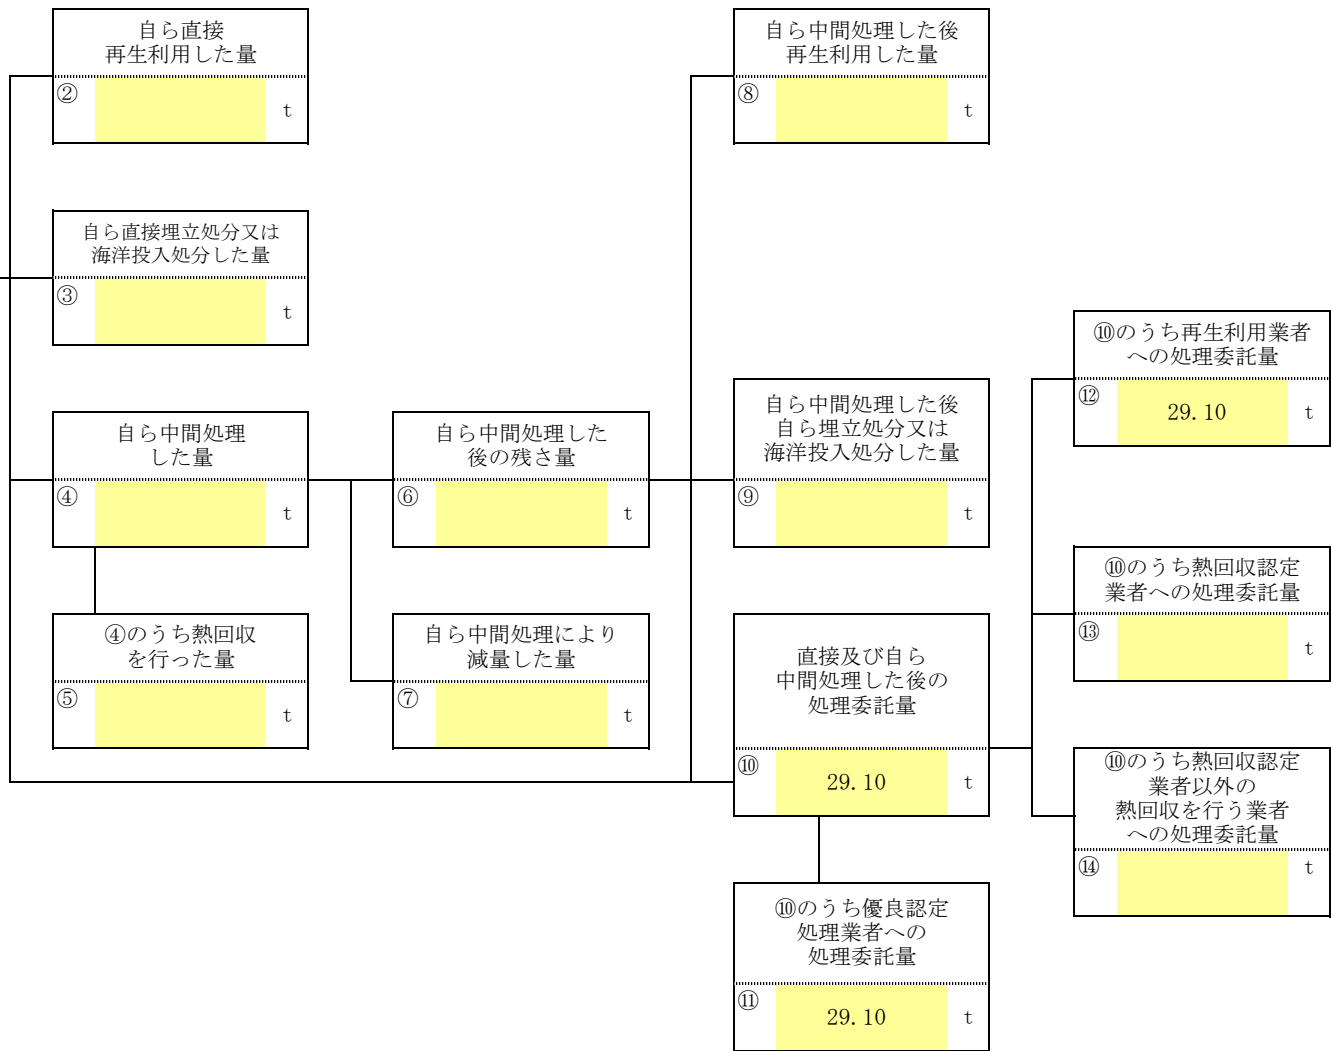 自ら直接
再生利用した量
② t
自ら直接埋立処分又は
海洋投入処分した量
③ t
自ら中間処理
した量
④ t
④のうち熱回収
を行った量
⑤ t
自ら中間処理した
後の残さ量
⑥ t
自ら中間処理により
減量した量
⑦ t
自ら中間処理した後
再生利用した量
⑧ t
自ら中間処理した後
自ら埋立処分又は
海洋投入処分した量
⑨ t
直接及び自ら
中間処理した後の
処理委託量
⑩ 29.10 t
⑩のうち優良認定
処理業者への
処理委託量
⑪ 29.10 t
⑩のうち再生利用業者
への処理委託量
⑫ 29.10 t
⑩のうち熱回収認定
業者への処理委託量
⑬ t
⑩のうち熱回収認定
業者以外の
熱回収を行う業者
への処理委託量
⑭ t